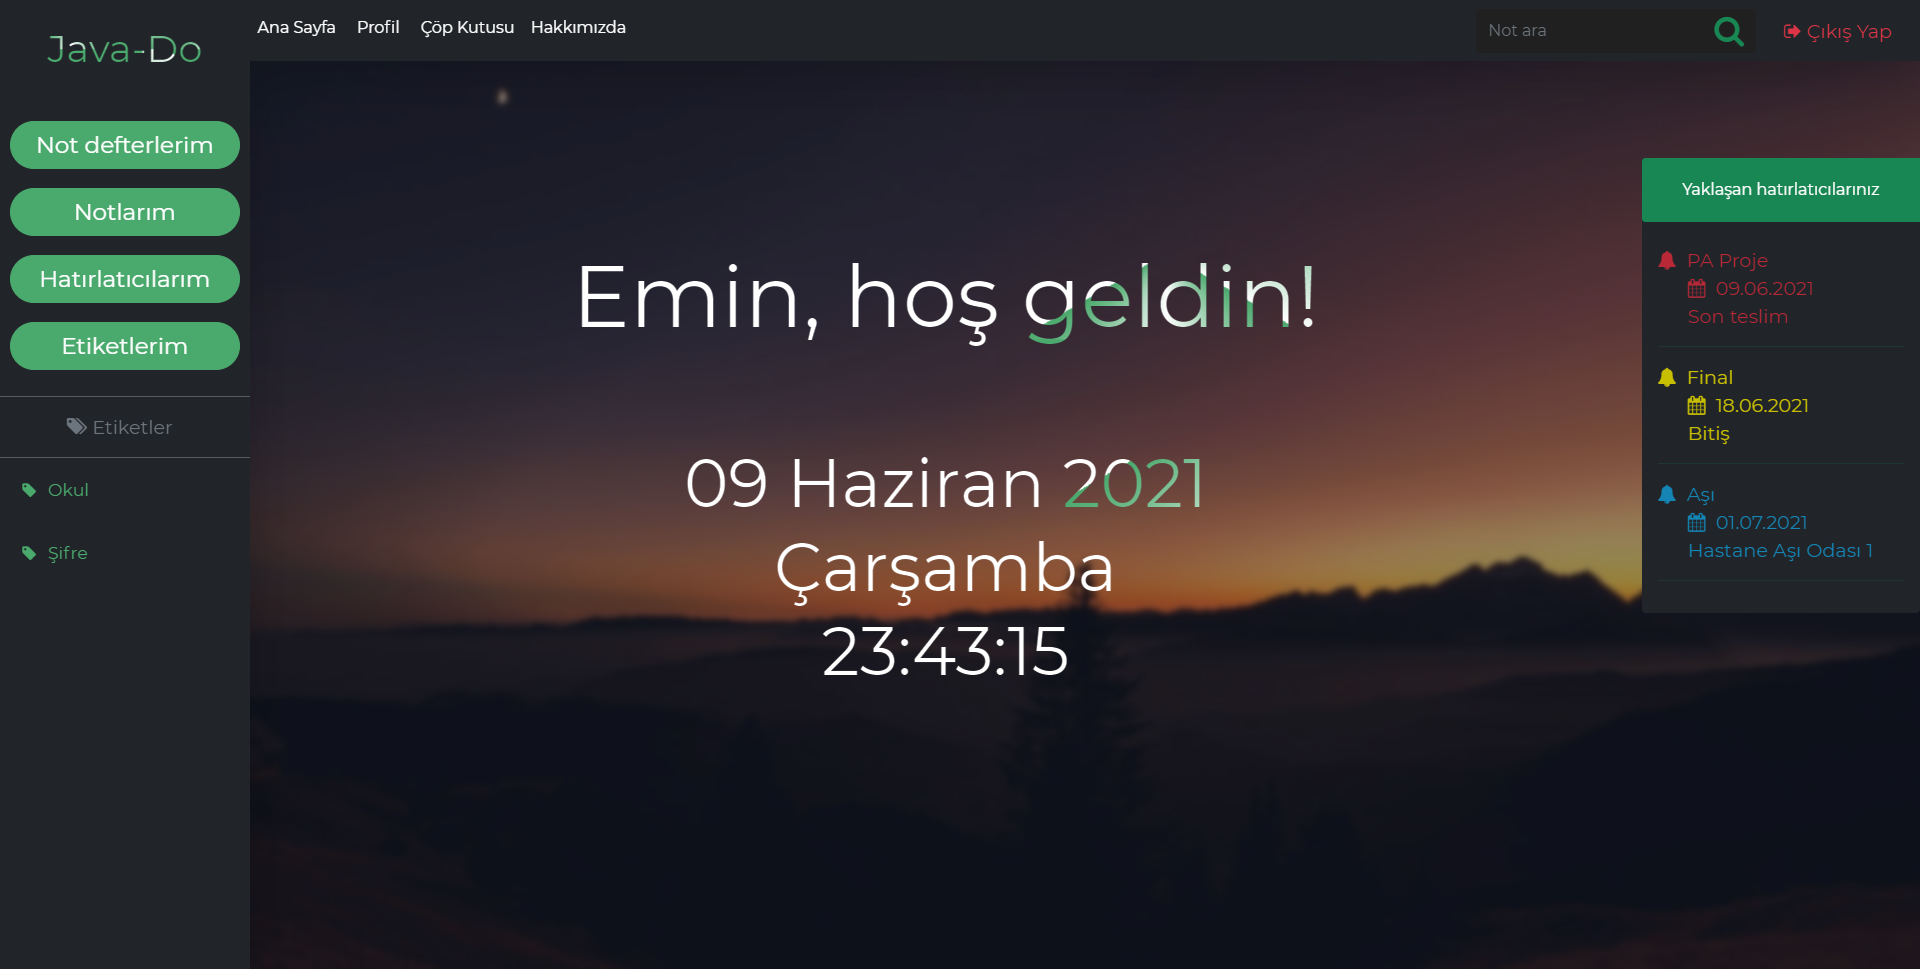 Java-Do
Ana Sayfa Profil Çöp Kutusu Hakkımızda
Not ara
Çıkış Yap
Not defterlerim
Notlarım
Hatırlatıcılarım
Etiketlerim
Etiketler
Okul
Şifre
Emin, hoş geldin!
09 Haziran 2021
Çarşamba
23:43:15
Yaklaşan hatırlatıcılarınız
PA Proje
09.06.2021
Son teslim
Final
18.06.2021
Bitiş
Aşı
01.07.2021
Hastane Aşı Odası 1